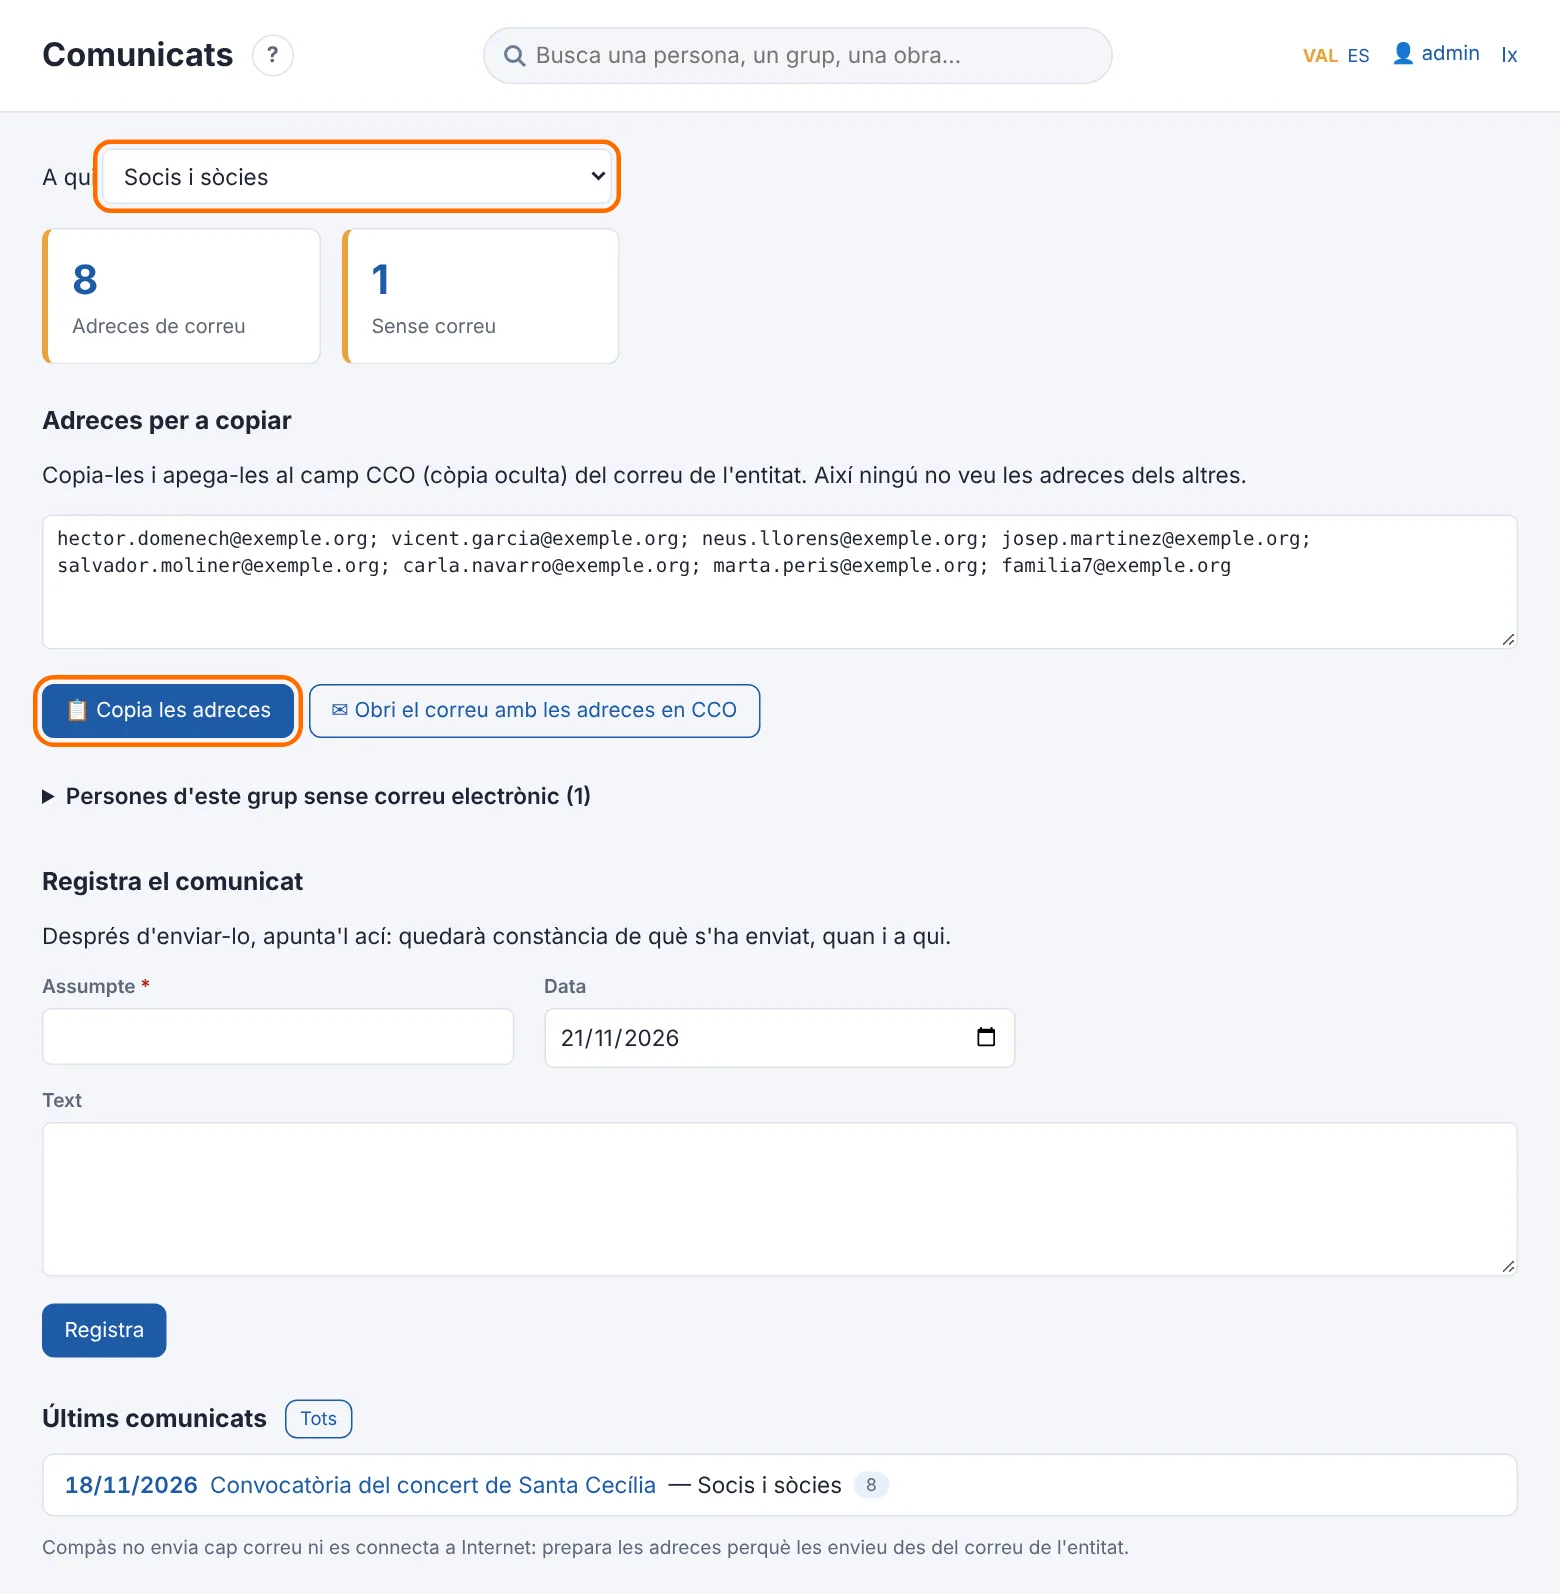 Comunicats ?
Busca una persona, un grup, una obra...
VAL ES admin Ix
A qui Socis i sòcies
8
Adreces de correu
1
Sense correu
Adreces per a copiar
Copia-les i apega-les al camp CCO (còpia oculta) del correu de l'entitat. Així ningú no veu les adreces dels altres.
hector.domenech@exemple.org; vicent.garcia@exemple.org; neus.llorens@exemple.org; josep.martinez@exemple.org;
salvador.moliner@exemple.org; carla.navarro@exemple.org; marta.peris@exemple.org; familia7@exemple.org
Copia les adreces
Obri el correu amb les adreces en CCO
Persones d'este grup sense correu electrònic (1)
Registra el comunicat
Després d'enviar-lo, apunta'l ací: quedarà constància de què s'ha enviat, quan i a qui.
Assumpte *
Data
21/11/2026
Text
Registra
Últims comunicats Tots
18/11/2026 Convocatòria del concert de Santa Cecília — Socis i sòcies 8
Compàs no envia cap correu ni es connecta a Internet: prepara les adreces perquè les envieu des del correu de l'entitat.